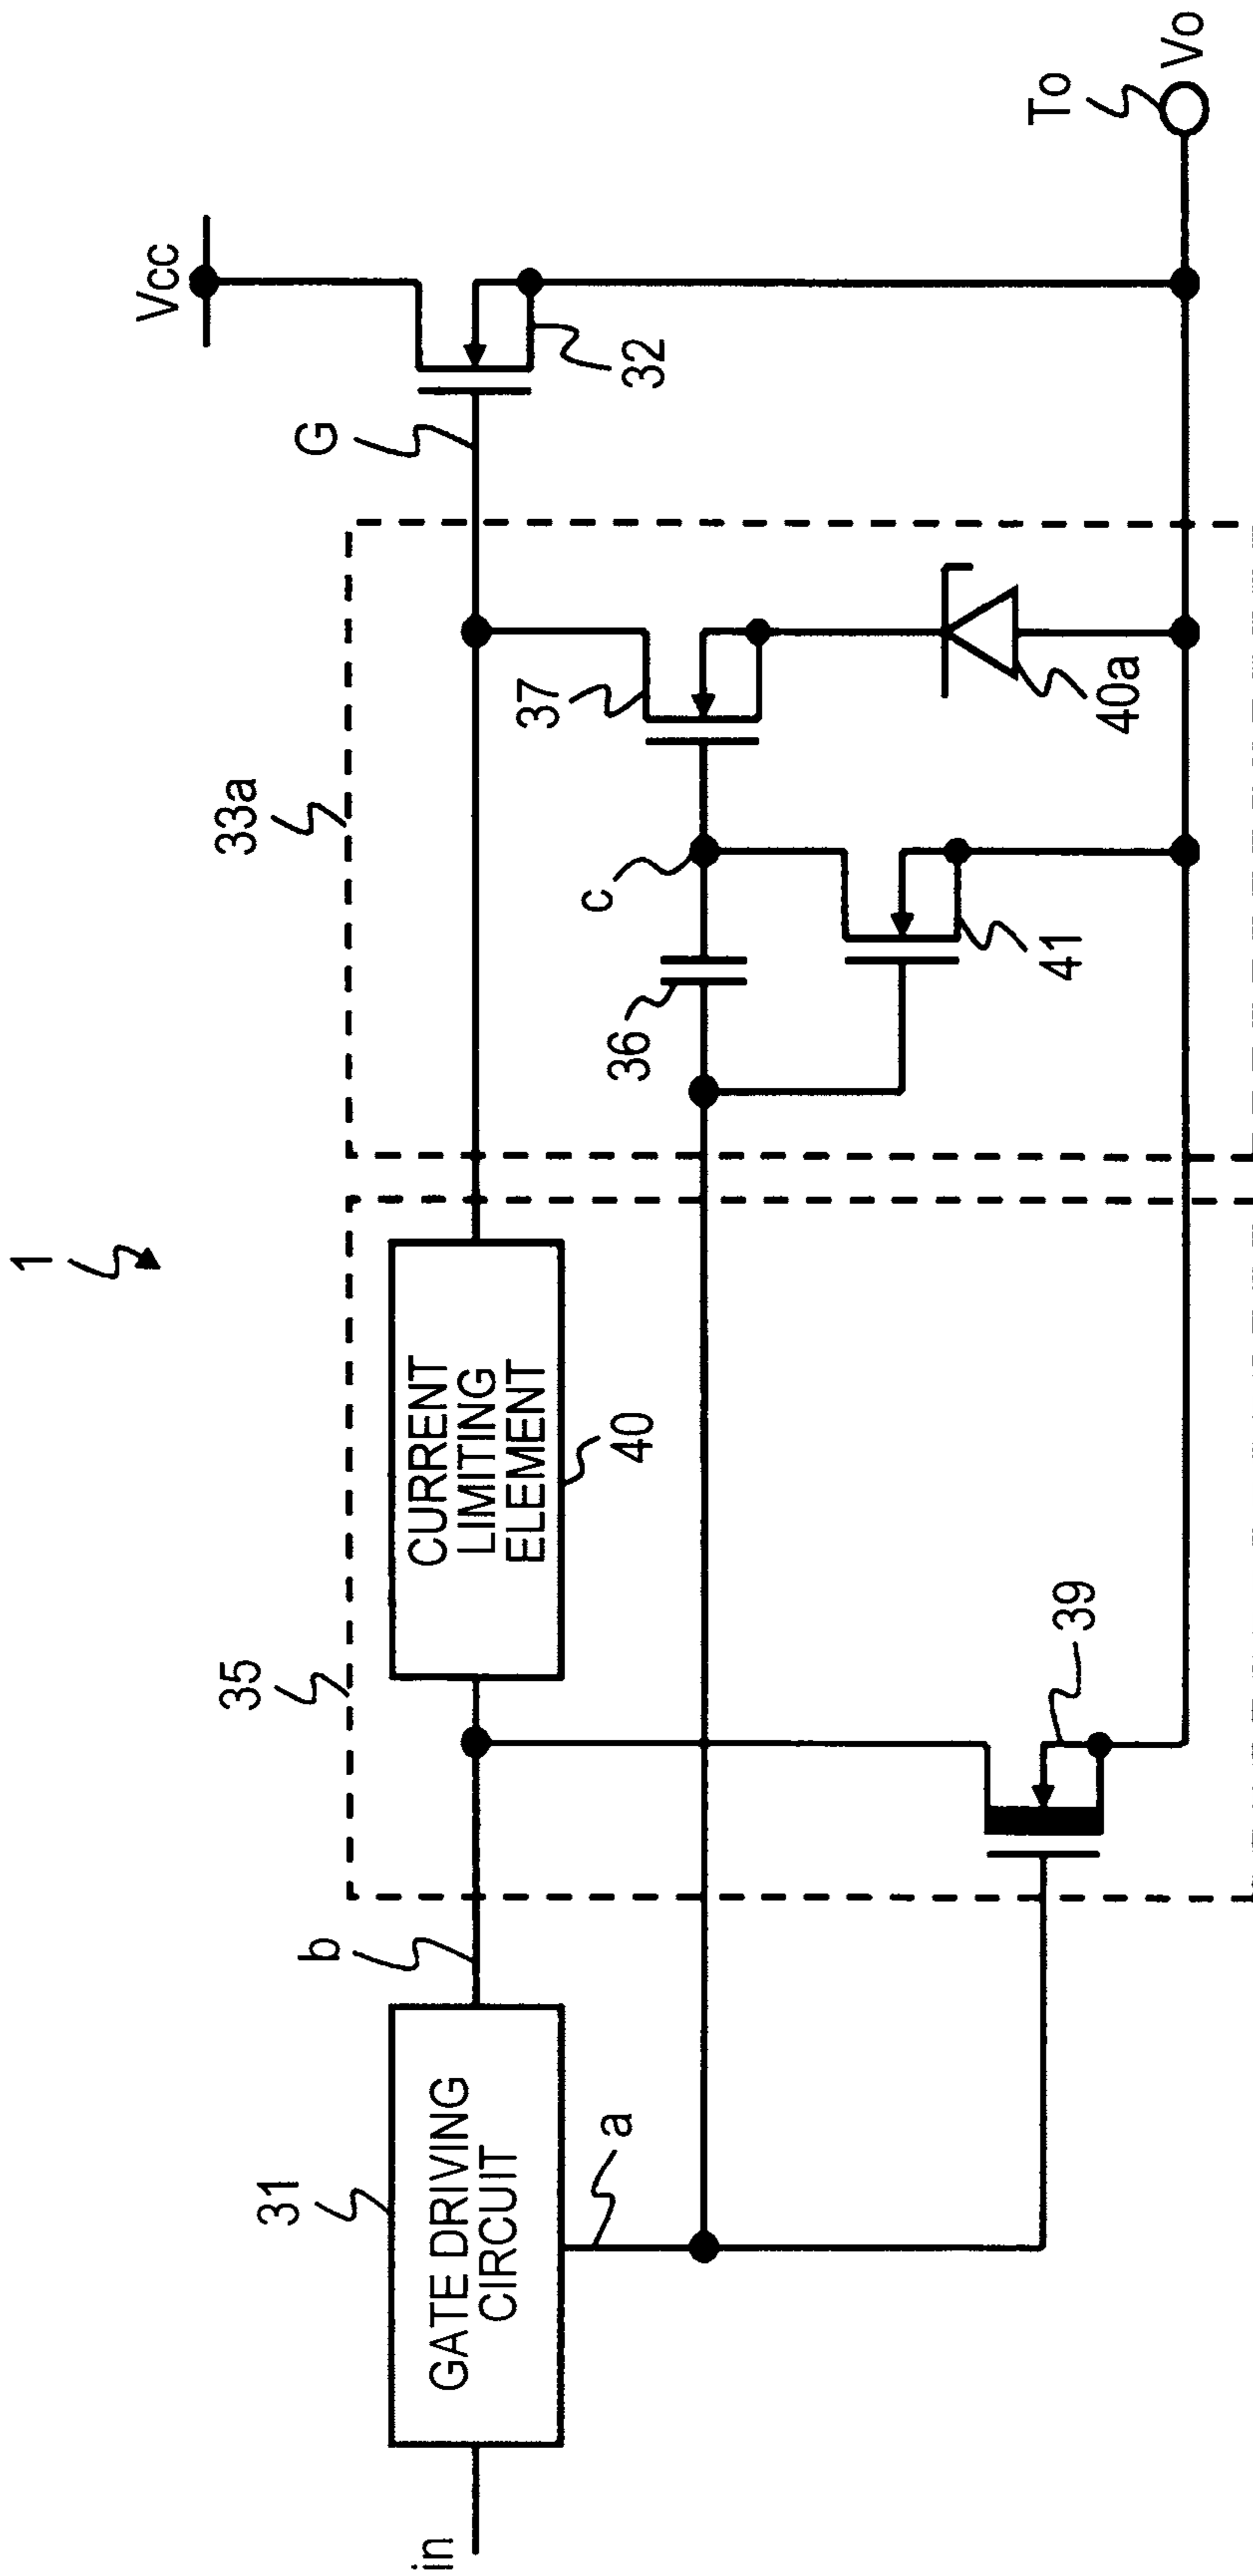 1
in
31
GATE DRIVING
CIRCUIT
a
b
35
CURRENT
LIMITING
ELEMENT
40
39
33a
36
c
37
41
40a
G
Vcc
32
To
Vo